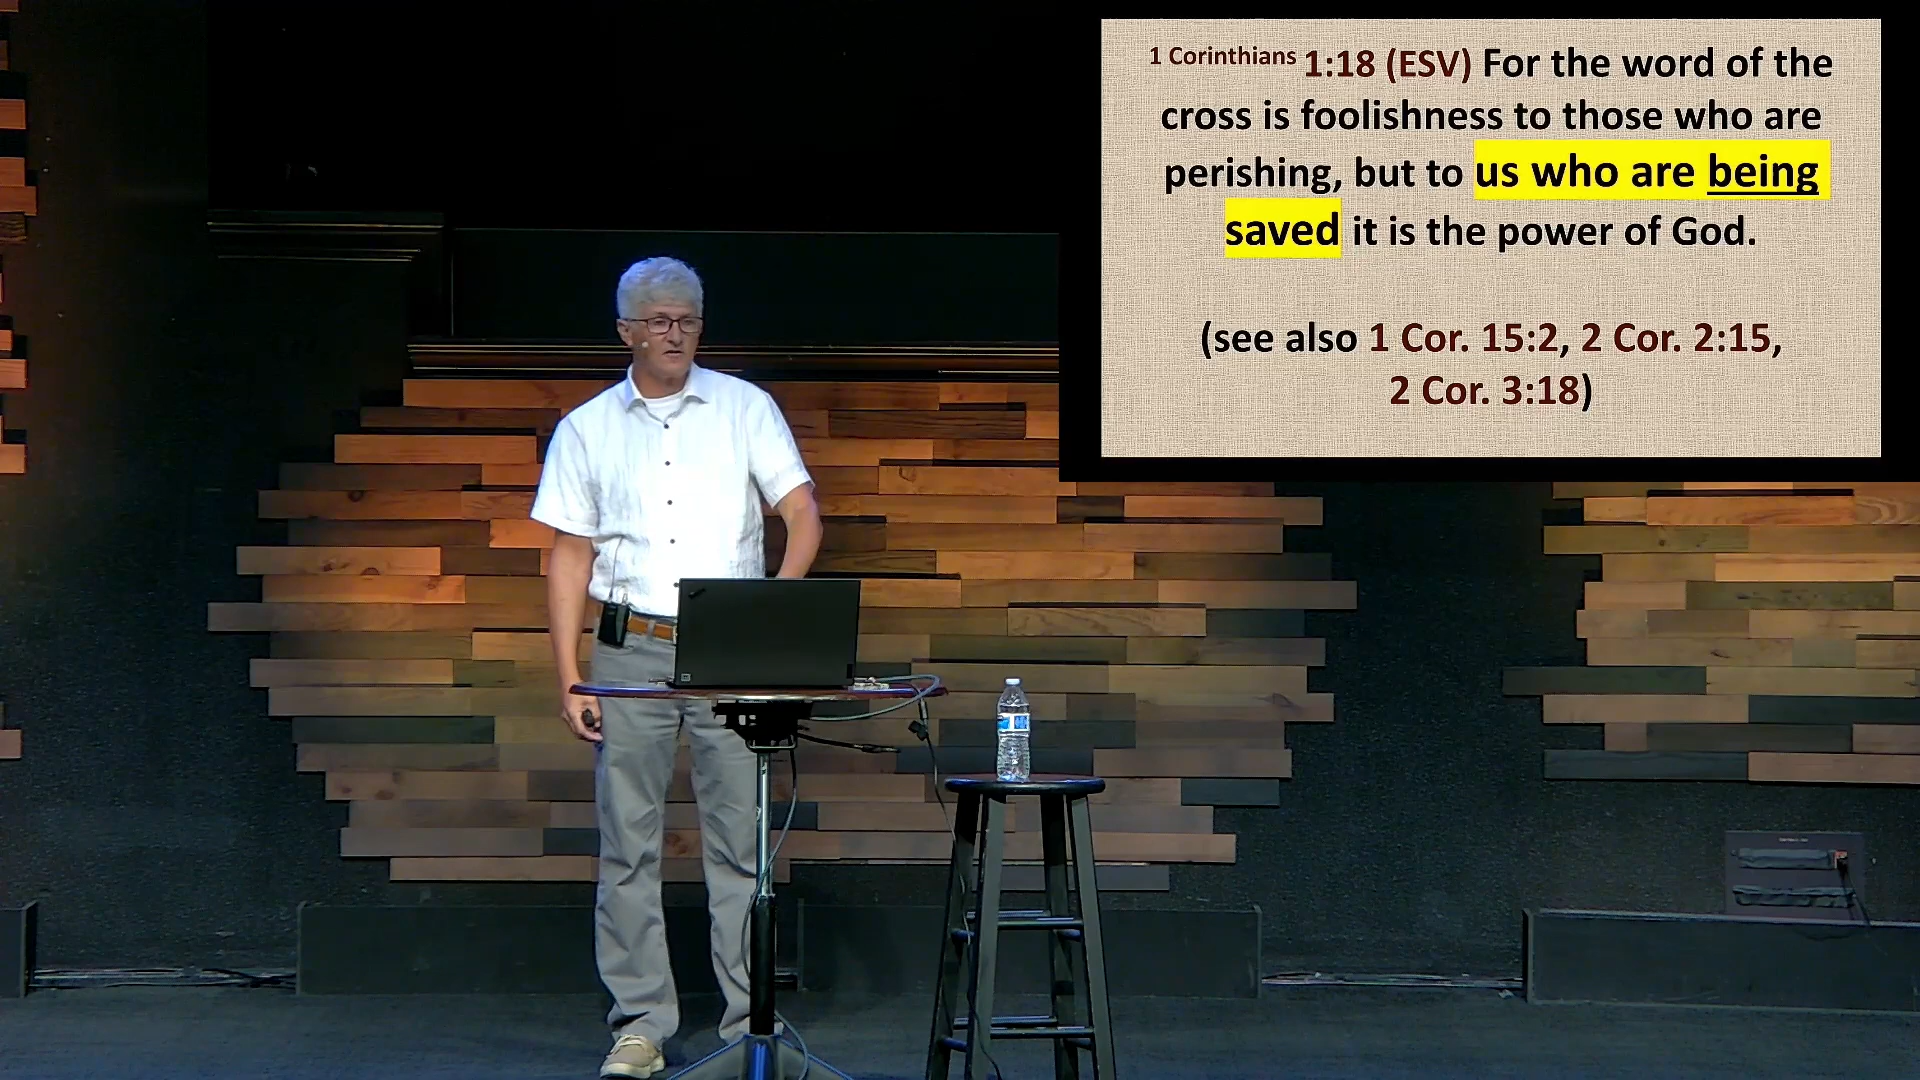 1 Corinthians 1:18 (ESV) For the word of the
cross is foolishness to those who are
perishing, but to us who are being
saved it is the power of God.
(see also 1 Cor. 15:2, 2 Cor. 2:15,
2 Cor. 3:18)